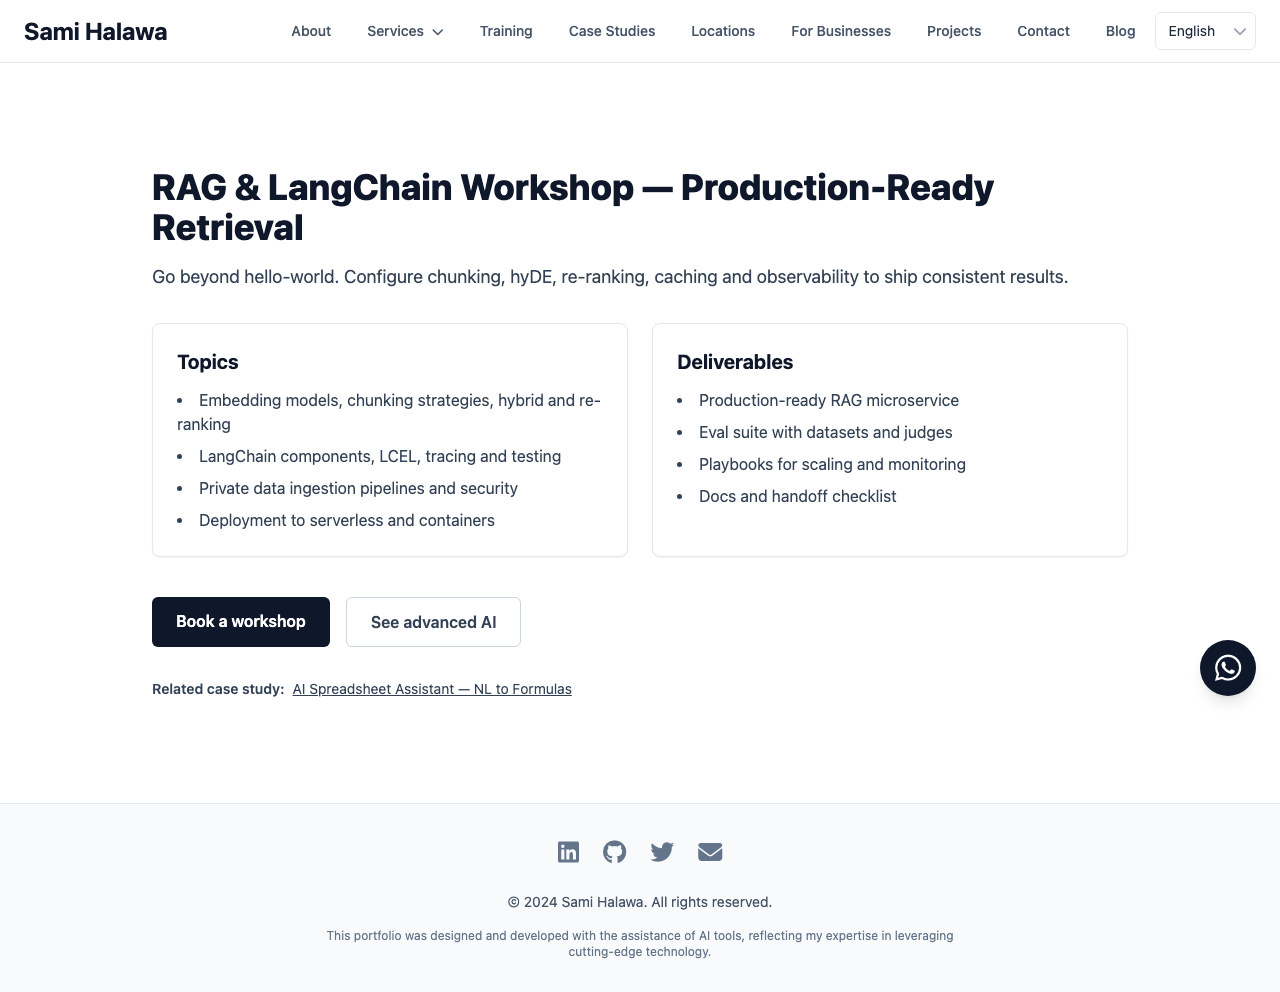 Sami Halawa
About
Services
Training
Case Studies
Locations
For Businesses
Projects
Contact
Blog
English
RAG & LangChain Workshop — Production-Ready
Retrieval
Go beyond hello-world. Configure chunking, hyDE, re-ranking, caching and observability to ship consistent results.
Topics
• Embedding models, chunking strategies, hybrid and re-
ranking
• LangChain components, LCEL, tracing and testing
• Private data ingestion pipelines and security
• Deployment to serverless and containers
Deliverables
• Production-ready RAG microservice
• Eval suite with datasets and judges
• Playbooks for scaling and monitoring
• Docs and handoff checklist
Book a workshop
See advanced AI
Related case study: AI Spreadsheet Assistant — NL to Formulas
© 2024 Sami Halawa. All rights reserved.
This portfolio was designed and developed with the assistance of AI tools, reflecting my expertise in leveraging
cutting-edge technology.